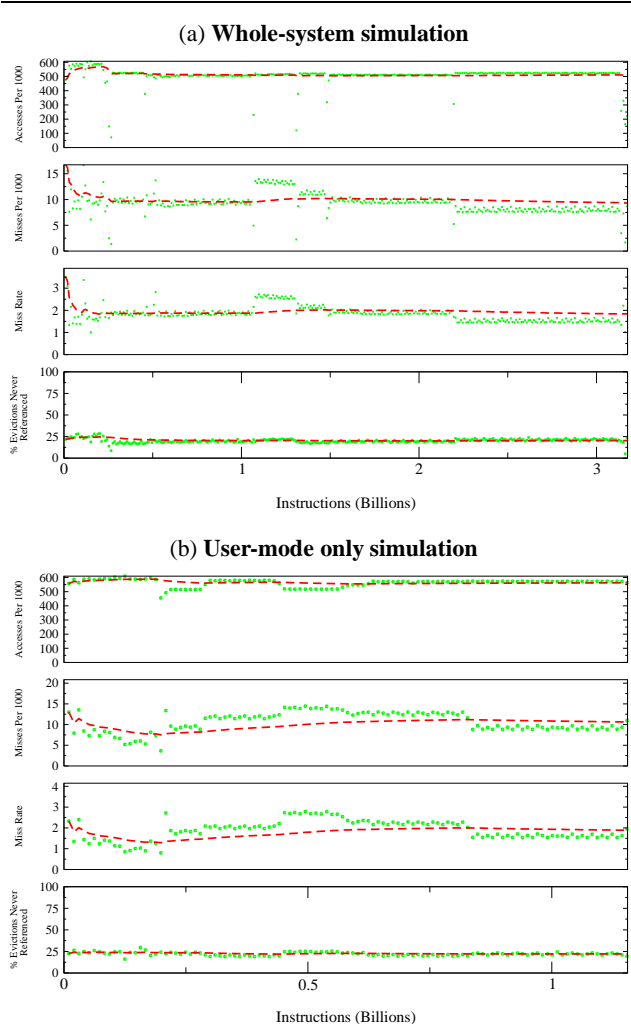 (a) Whole-system simulation
600
500
400
300
200
100
0
Accesses Per 1000
15
10
5
0
Misses Per 1000
3
2
1
0
Miss Rate
100
75
50
25
0
% Evictions Never
Referenced
0 1 2 3
Instructions (Billions)
(b) User-mode only simulation
600
500
400
300
200
100
0
Accesses Per 1000
20
15
10
5
0
Misses Per 1000
4
3
2
1
0
Miss Rate
100
75
50
25
0
% Evictions Never
Referenced
0 0.5 1
Instructions (Billions)